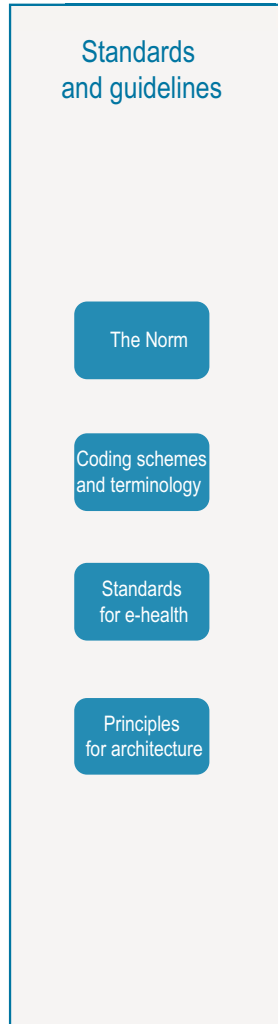 Standards
and guidelines
The Norm
Coding schemes
and terminology
Standards
for e-health
Principles
for architecture